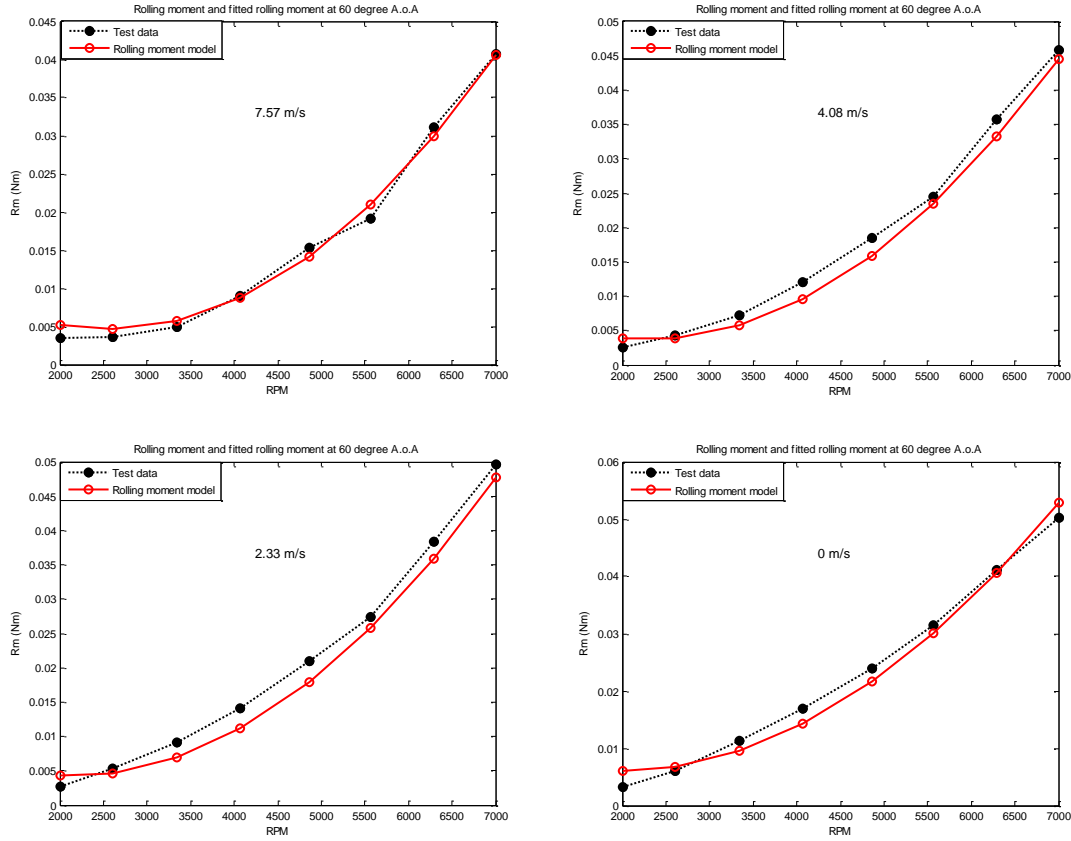 Rolling moment and fitted rolling moment at 60 degree A.o.A
0.045
0.04
0.035
0.03
0.025
0.02
0.015
0.01
0.005
0
Rm (Nm)
Test data
Rolling moment model
7.57 m/s
2000 2500 3000 3500 4000 4500 5000 5500 6000 6500 7000
RPM
Rolling moment and fitted rolling moment at 60 degree A.o.A
0.05
0.045
0.04
0.035
0.03
0.025
0.02
0.015
0.01
0.005
0
Rm (Nm)
Test data
Rolling moment model
4.08 m/s
2000 2500 3000 3500 4000 4500 5000 5500 6000 6500 7000
RPM
Rolling moment and fitted rolling moment at 60 degree A.o.A
0.05
0.045
0.04
0.035
0.03
0.025
0.02
0.015
0.01
0.005
0
Rm (Nm)
Test data
Rolling moment model
2.33 m/s
2000 2500 3000 3500 4000 4500 5000 5500 6000 6500 7000
RPM
Rolling moment and fitted rolling moment at 60 degree A.o.A
0.06
0.05
0.04
0.03
0.02
0.01
0
Rm (Nm)
Test data
Rolling moment model
0 m/s
2000 2500 3000 3500 4000 4500 5000 5500 6000 6500 7000
RPM